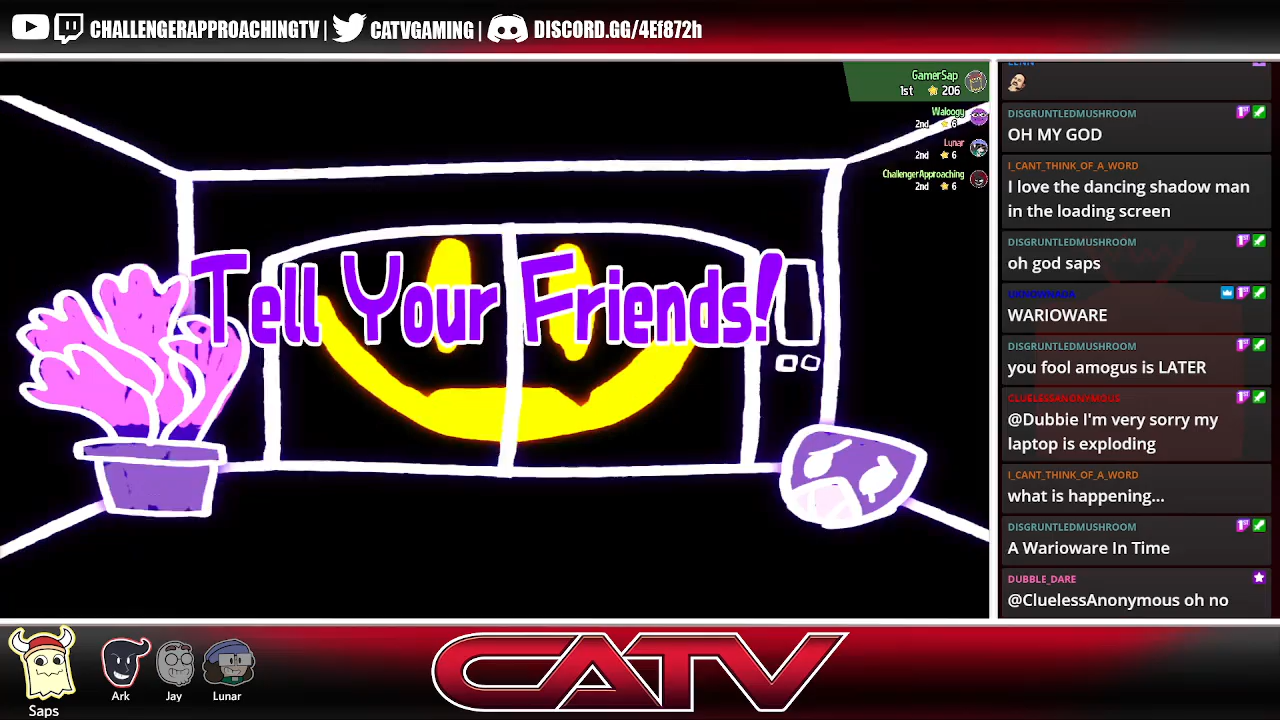 CHALLENGERAPPROACHINGTV | CATVGAMING | DISCORD.GG/4Ef872h
GamerSap
1st 206
Waloogy
2nd 6
Lunar
2nd 6
ChallengerApproaching
2nd 6
Tell Your Friends!
DISGRUNTLEDMUSHROOM
OH MY GOD
I_CANT_THINK_OF_A_WORD
I love the dancing shadow man
in the loading screen
DISGRUNTLEDMUSHROOM
oh god saps
WARIOWARE
DISGRUNTLEDMUSHROOM
you fool amogus is LATER
CLUELESSANONYMOUS
@Dubbie I'm very sorry my
laptop is exploding
I_CANT_THINK_OF_A_WORD
what is happening...
DISGRUNTLEDMUSHROOM
A Warioware In Time
DUBBLE_DARE
@CluelessAnonymous oh no
Saps
Ark
Jay
Lunar
CATV